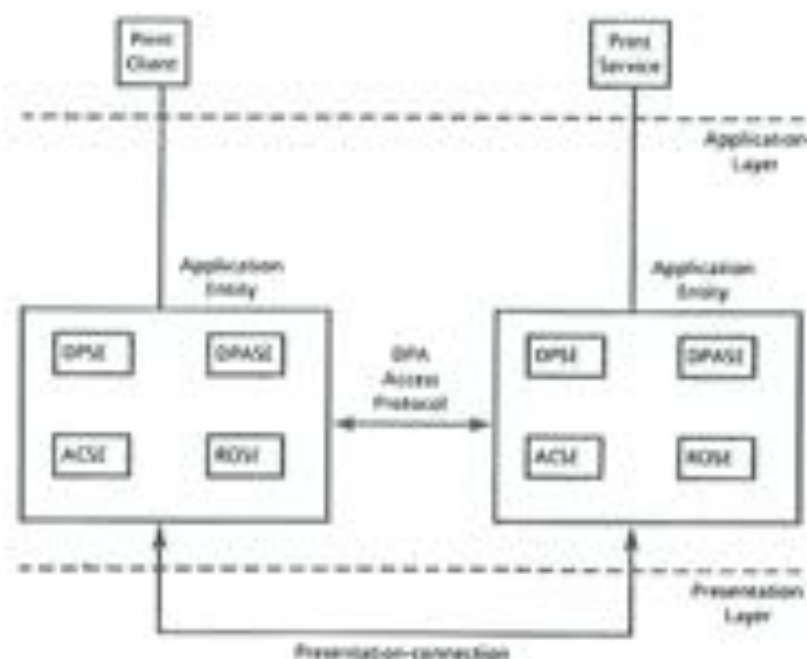 Print
Client
Print
Service
Application
Layer
Application
Entity
Application
Entity
DPSE
DPASE
DPA
Access
Protocol
DPSE
DPASE
ACSE
ROSE
ACSE
ROSE
Presentation
Layer
Presentation-connection